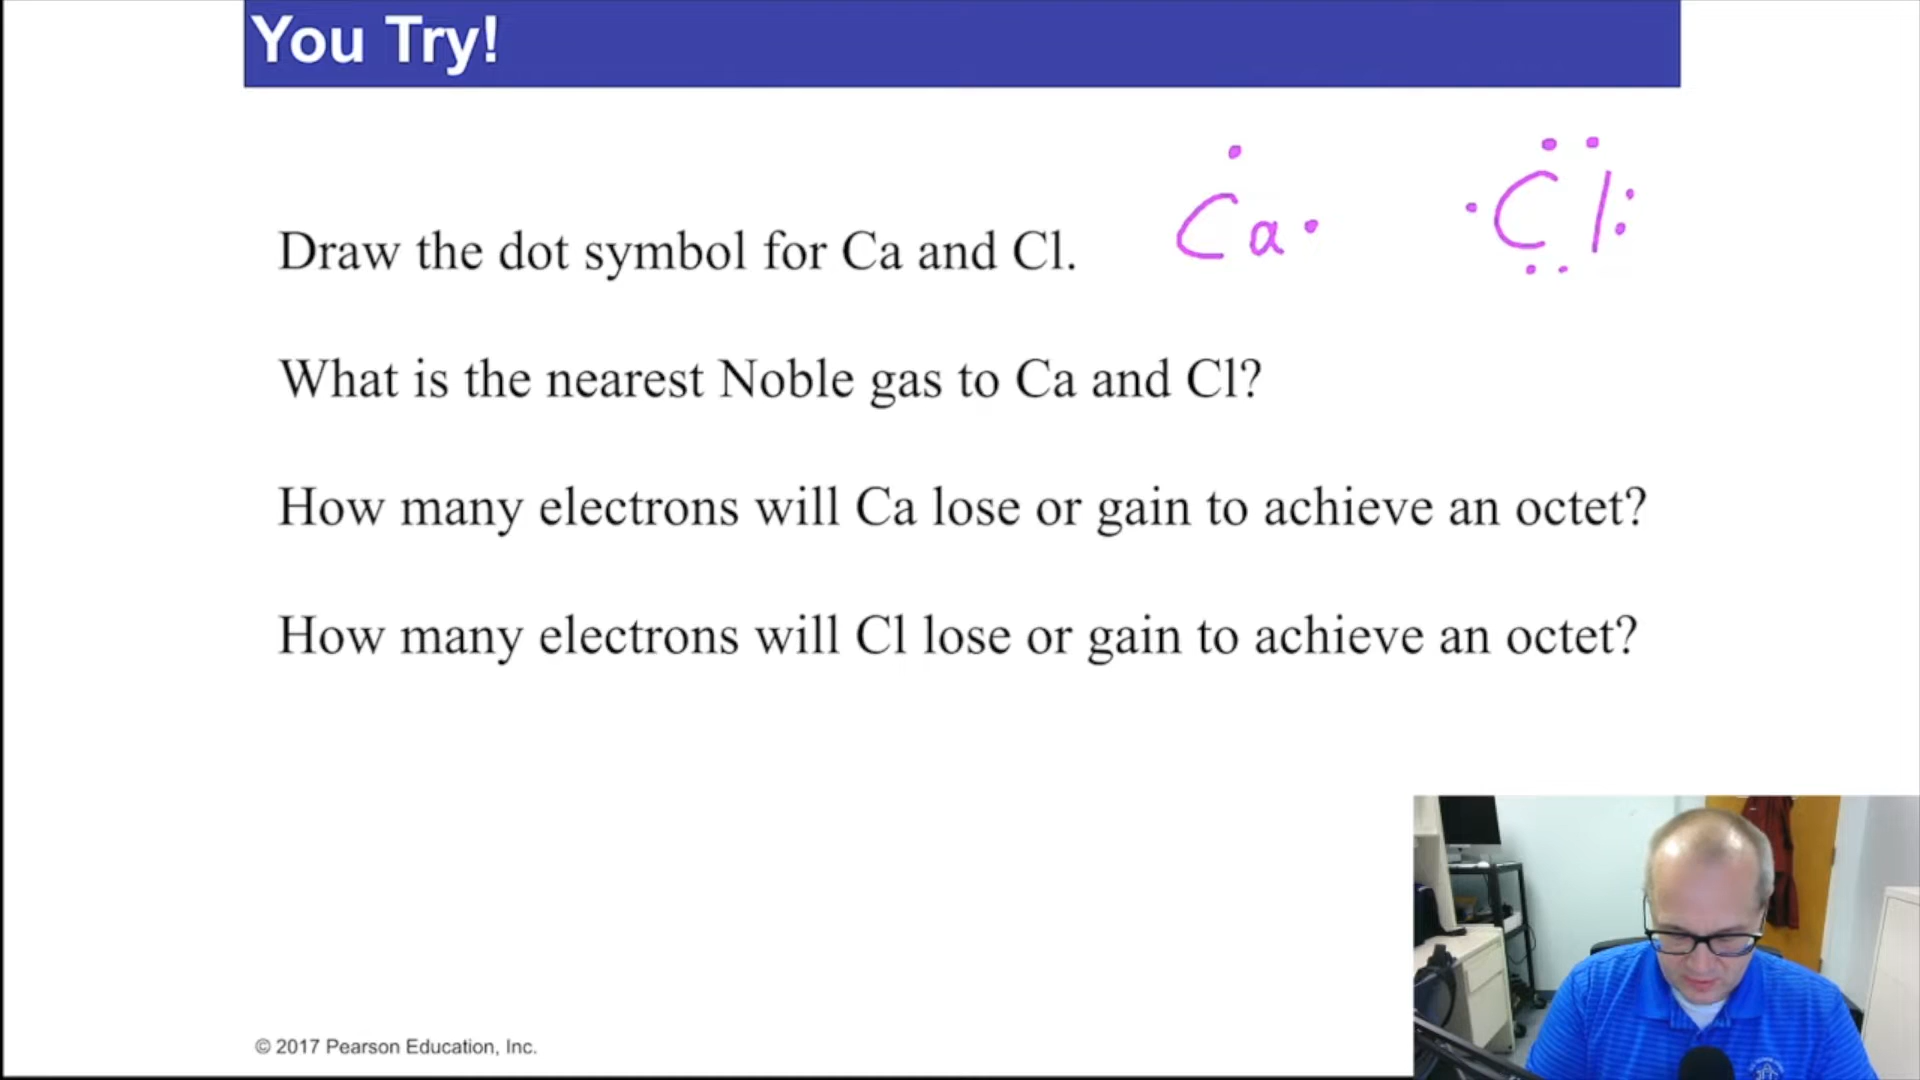 You Try!
Draw the dot symbol for Ca and Cl. Ca Cl
What is the nearest Noble gas to Ca and Cl?
How many electrons will Ca lose or gain to achieve an octet?
How many electrons will Cl lose or gain to achieve an octet?
© 2017 Pearson Education, Inc.